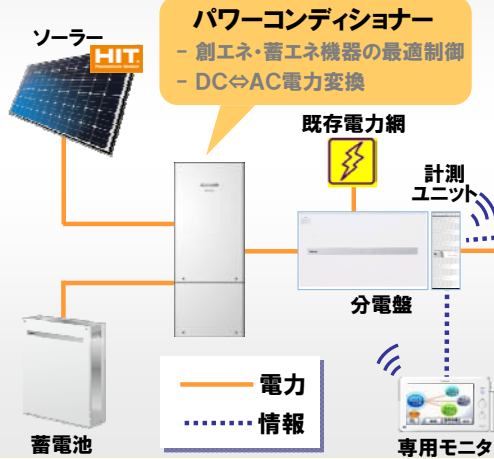 パワーコンディショナー
- 創エネ・蓄エネ機器の最適制御
- DC⇔AC電力変換
ソーラー
HIT
既存電力網
計測
ユニット
分電盤
電力
情報
蓄電池
専用モニタ